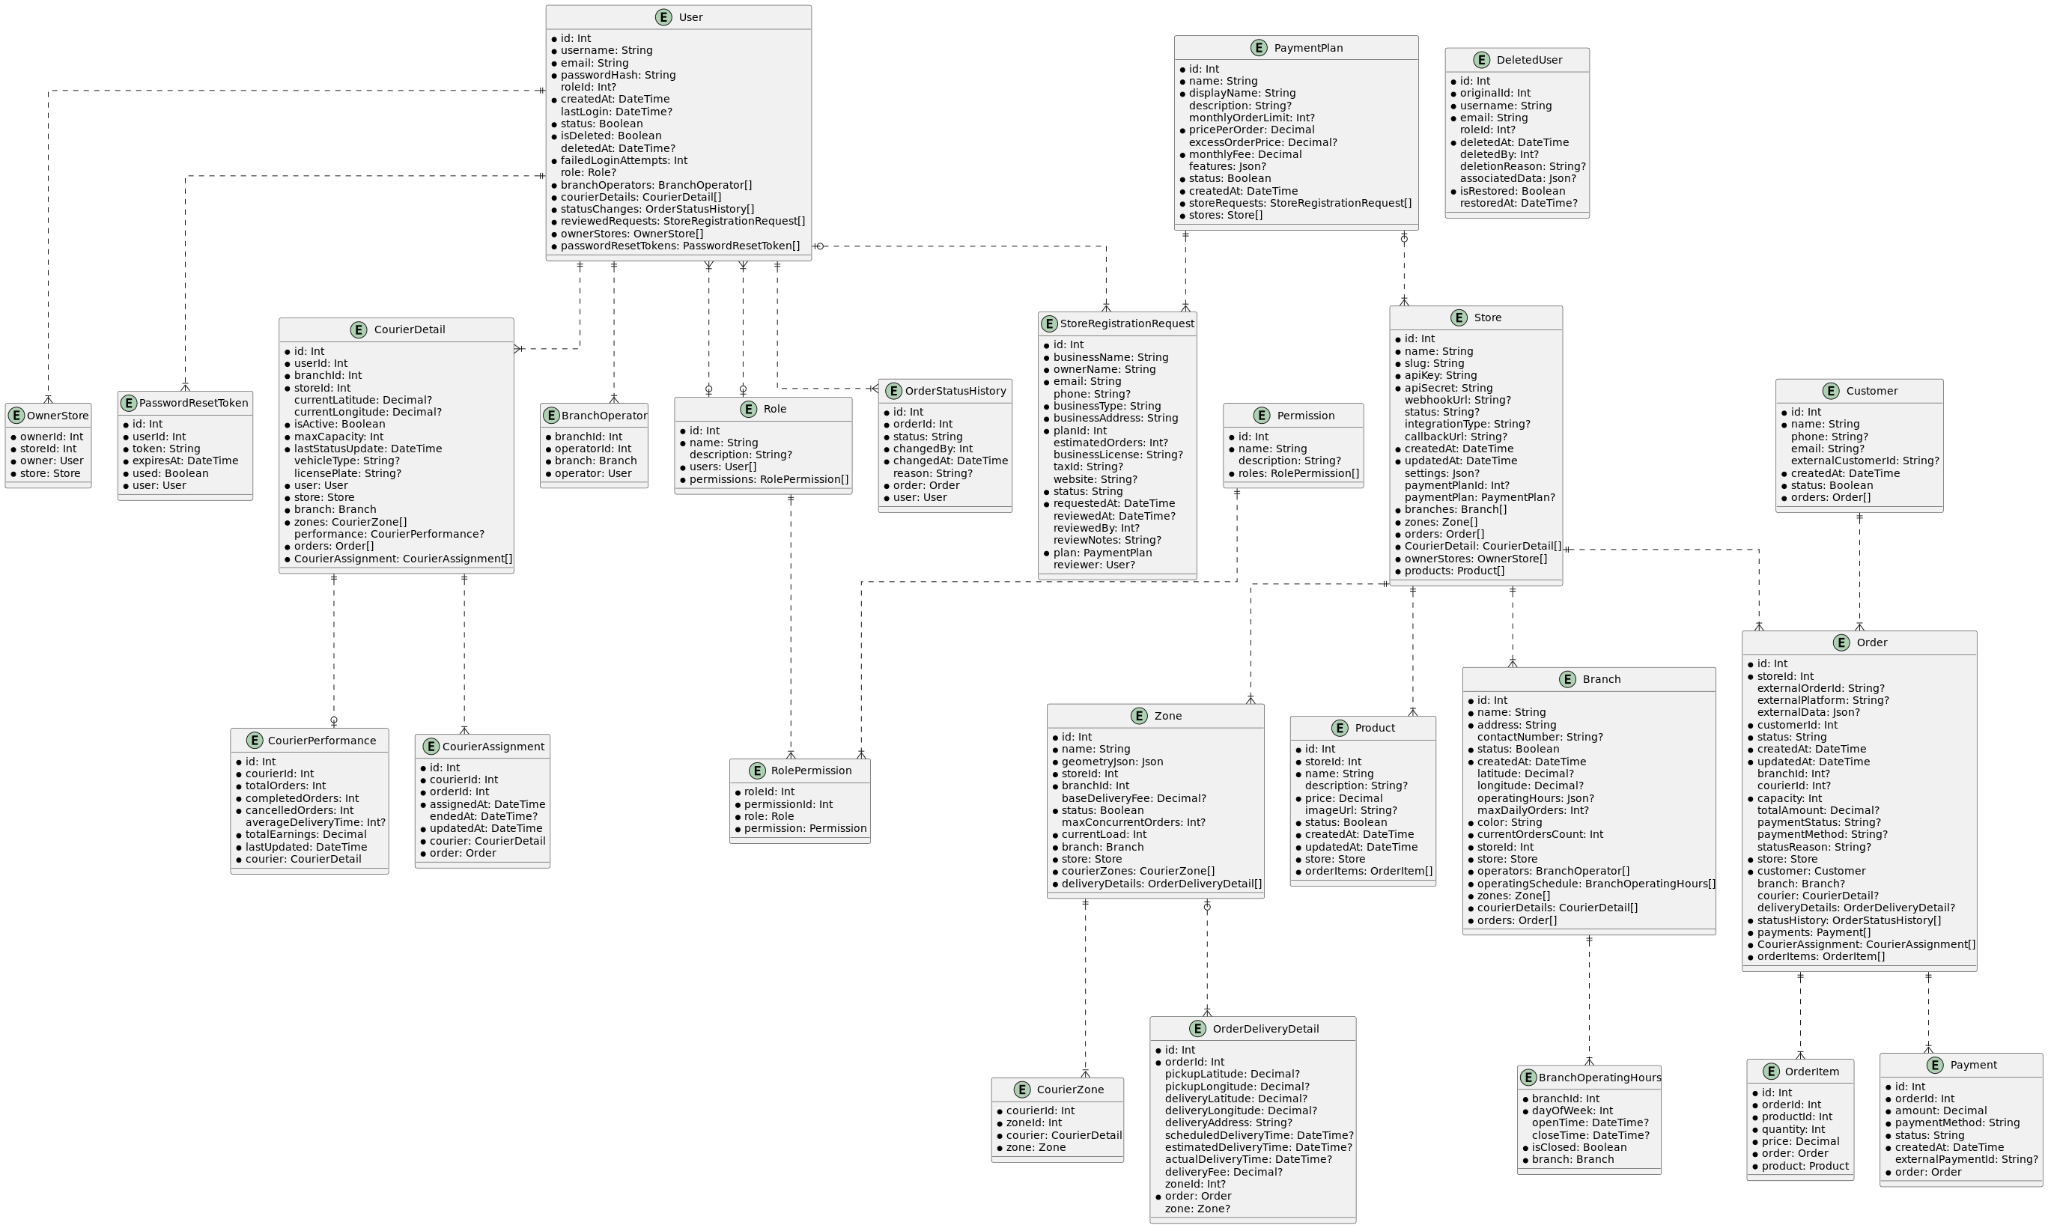 E User
id: Int
username: String
email: String
passwordHash: String
roleId: Int?
createdAt: DateTime
lastLogin: DateTime?
status: Boolean
isDeleted: Boolean
deletedAt: DateTime?
failedLoginAttempts: Int
role: Role?
branchOperators: BranchOperator[]
courierDetails: CourierDetail[]
statusChanges: OrderStatusHistory[]
reviewedRequests: StoreRegistrationRequest[]
ownerStores: OwnerStore[]
passwordResetTokens: PasswordResetToken[]
E PaymentPlan
id: Int
name: String
displayName: String
description: String?
monthlyOrderLimit: Int?
pricePerOrder: Decimal
excessOrderPrice: Decimal?
monthlyFee: Decimal
features: Json?
status: Boolean
createdAt: DateTime
storeRequests: StoreRegistrationRequest[]
stores: Store[]
E DeletedUser
id: Int
originalId: Int
username: String
email: String
roleId: Int?
deletedAt: DateTime
deletedBy: Int?
deletionReason: String?
associatedData: Json?
isRestored: Boolean
restoredAt: DateTime?
E OwnerStore
ownerId: Int
storeId: Int
owner: User
store: Store
E PasswordResetToken
id: Int
userId: Int
token: String
expiresAt: DateTime
used: Boolean
user: User
E CourierDetail
id: Int
userId: Int
branchId: Int
storeId: Int
currentLatitude: Decimal?
currentLongitude: Decimal?
isActive: Boolean
maxCapacity: Int
lastStatusUpdate: DateTime
vehicleType: String?
licensePlate: String?
user: User
store: Store
branch: Branch
zones: CourierZone[]
performance: CourierPerformance?
orders: Order[]
CourierAssignment: CourierAssignment[]
E BranchOperator
branchId: Int
operatorId: Int
branch: Branch
operator: User
E Role
id: Int
name: String
description: String?
users: User[]
permissions: RolePermission[]
E OrderStatusHistory
id: Int
orderId: Int
status: String
changedBy: Int
changedAt: DateTime
reason: String?
order: Order
user: User
E StoreRegistrationRequest
id: Int
businessName: String
ownerName: String
email: String
phone: String?
businessType: String
businessAddress: String
planId: Int
estimatedOrders: Int?
businessLicense: String?
taxId: String?
website: String?
status: String
requestedAt: DateTime
reviewedAt: DateTime?
reviewedBy: Int?
reviewNotes: String?
plan: PaymentPlan
reviewer: User?
E Permission
id: Int
name: String
description: String?
roles: RolePermission[]
E Store
id: Int
name: String
slug: String
apiKey: String
apiSecret: String
webhookUrl: String?
status: String?
integrationType: String?
callbackUrl: String?
createdAt: DateTime
updatedAt: DateTime
settings: Json?
paymentPlanId: Int?
paymentPlan: PaymentPlan?
branches: Branch[]
zones: Zone[]
orders: Order[]
CourierDetail: CourierDetail[]
ownerStores: OwnerStore[]
products: Product[]
E Customer
id: Int
name: String
phone: String?
email: String?
externalCustomerId: String?
createdAt: DateTime
status: Boolean
orders: Order[]
E CourierPerformance
id: Int
courierId: Int
totalOrders: Int
completedOrders: Int
cancelledOrders: Int
averageDeliveryTime: Int?
totalEarnings: Decimal
lastUpdated: DateTime
courier: CourierDetail
E CourierAssignment
id: Int
courierId: Int
orderId: Int
assignedAt: DateTime
endedAt: DateTime?
updatedAt: DateTime
courier: CourierDetail
order: Order
E RolePermission
roleId: Int
permissionId: Int
role: Role
permission: Permission
E Zone
id: Int
name: String
geometryJson: Json
storeId: Int
branchId: Int
baseDeliveryFee: Decimal?
status: Boolean
maxConcurrentOrders: Int?
currentLoad: Int
branch: Branch
store: Store
courierZones: CourierZone[]
deliveryDetails: OrderDeliveryDetail[]
E Product
id: Int
storeId: Int
name: String
description: String?
price: Decimal
imageUrl: String?
status: Boolean
createdAt: DateTime
updatedAt: DateTime
store: Store
orderItems: OrderItem[]
E Branch
id: Int
name: String
address: String
contactNumber: String?
status: Boolean
createdAt: DateTime
latitude: Decimal?
longitude: Decimal?
operatingHours: Json?
maxDailyOrders: Int?
color: String
currentOrdersCount: Int
storeId: Int
store: Store
operators: BranchOperator[]
operatingSchedule: BranchOperatingHours[]
zones: Zone[]
courierDetails: CourierDetail[]
orders: Order[]
E Order
id: Int
storeId: Int
externalOrderId: String?
externalPlatform: String?
externalData: Json?
customerId: Int
status: String
createdAt: DateTime
updatedAt: DateTime
branchId: Int?
courierId: Int?
capacity: Int
totalAmount: Decimal?
paymentStatus: String?
paymentMethod: String?
statusReason: String?
store: Store
customer: Customer
branch: Branch?
courier: CourierDetail?
deliveryDetails: OrderDeliveryDetail?
statusHistory: OrderStatusHistory[]
payments: Payment[]
CourierAssignment: CourierAssignment[]
orderItems: OrderItem[]
E CourierZone
courierId: Int
zoneId: Int
courier: CourierDetail
zone: Zone
E OrderDeliveryDetail
id: Int
orderId: Int
pickupLatitude: Decimal?
pickupLongitude: Decimal?
deliveryLatitude: Decimal?
deliveryLongitude: Decimal?
deliveryAddress: String?
scheduledDeliveryTime: DateTime?
estimatedDeliveryTime: DateTime?
actualDeliveryTime: DateTime?
deliveryFee: Decimal?
zoneId: Int?
order: Order
zone: Zone?
E BranchOperatingHours
branchId: Int
dayOfWeek: Int
openTime: DateTime?
closeTime: DateTime?
isClosed: Boolean
branch: Branch
E OrderItem
id: Int
orderId: Int
productId: Int
quantity: Int
price: Decimal
order: Order
product: Product
E Payment
id: Int
orderId: Int
amount: Decimal
paymentMethod: String
status: String
createdAt: DateTime
externalPaymentId: String?
order: Order